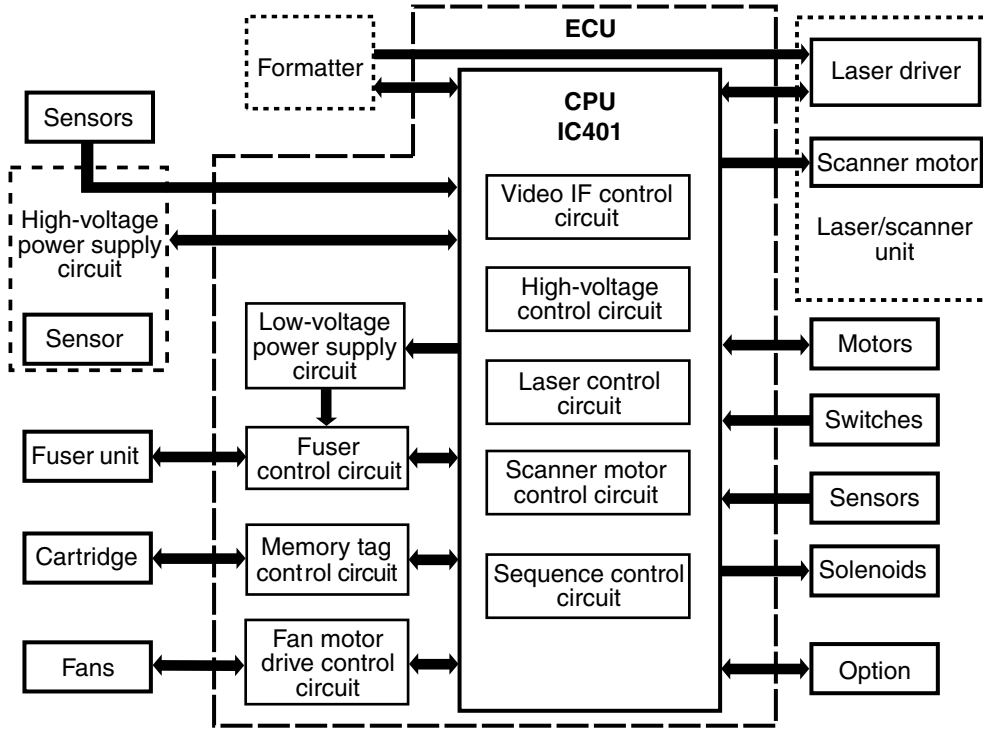 ECU
Formatter
Laser driver
CPU
IC401
Sensors
Scanner motor
Video IF control
circuit
High-voltage
power supply
circuit
Laser/scanner
unit
High-voltage
control circuit
Sensor
Low-voltage
power supply
circuit
Motors
Laser control
circuit
Switches
Fuser unit
Fuser
control circuit
Scanner motor
control circuit
Sensors
Cartridge
Memory tag
control circuit
Sequence control
circuit
Solenoids
Fans
Fan motor
drive control
circuit
Option